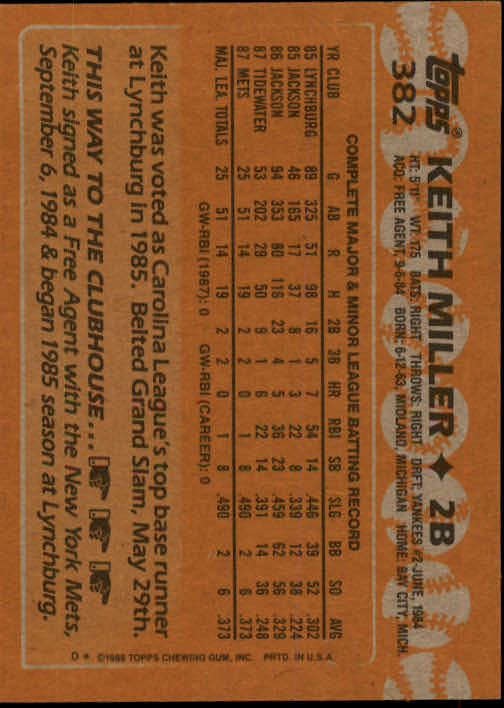 topps®
382
KEITH MILLER ♦ 2B
HT: 5'11" WT: 175 BATS: RIGHT THROWS: RIGHT DRFT: YANKEES #2-JUNE, 1984
ACQ: FREE AGENT, 9-6-84 BORN: 6-12-63, MIDLAND, MICHIGAN HOME: BAY CITY, MICH.
COMPLETE MAJOR & MINOR LEAGUE BATTING RECORD
YR CLUB G AB R H 2B 3B HR RBI SB SLG BB SO AVG
85 LYNCHBURG 89 325 51 98 16 5 7 54 14 .446 39 52 .302
85 JACKSON 46 165 17 37 8 1 3 22 8 .339 12 38 .224
86 JACKSON 94 353 80 116 23 4 5 36 23 .459 62 56 .329
87 TIDEWATER 53 202 29 50 9 1 6 22 14 .391 14 36 .248
87 METS 25 51 14 19 2 2 0 1 8 .490 2 6 .373
MAJ. LEA. TOTALS 25 51 14 19 2 2 0 1 8 .490 2 6 .373
GW-RBI (1987): 0 GW-RBI (CAREER): 0
Keith was voted as Carolina League's top base runner
at Lynchburg in 1985. Belted Grand Slam, May 29th.
THIS WAY TO THE CLUBHOUSE...
Keith signed as a Free Agent with the New York Mets,
September 6, 1984 & began 1985 season at Lynchburg.
D* ©1988 TOPPS CHEWING GUM, INC. PRTD. IN U.S.A.